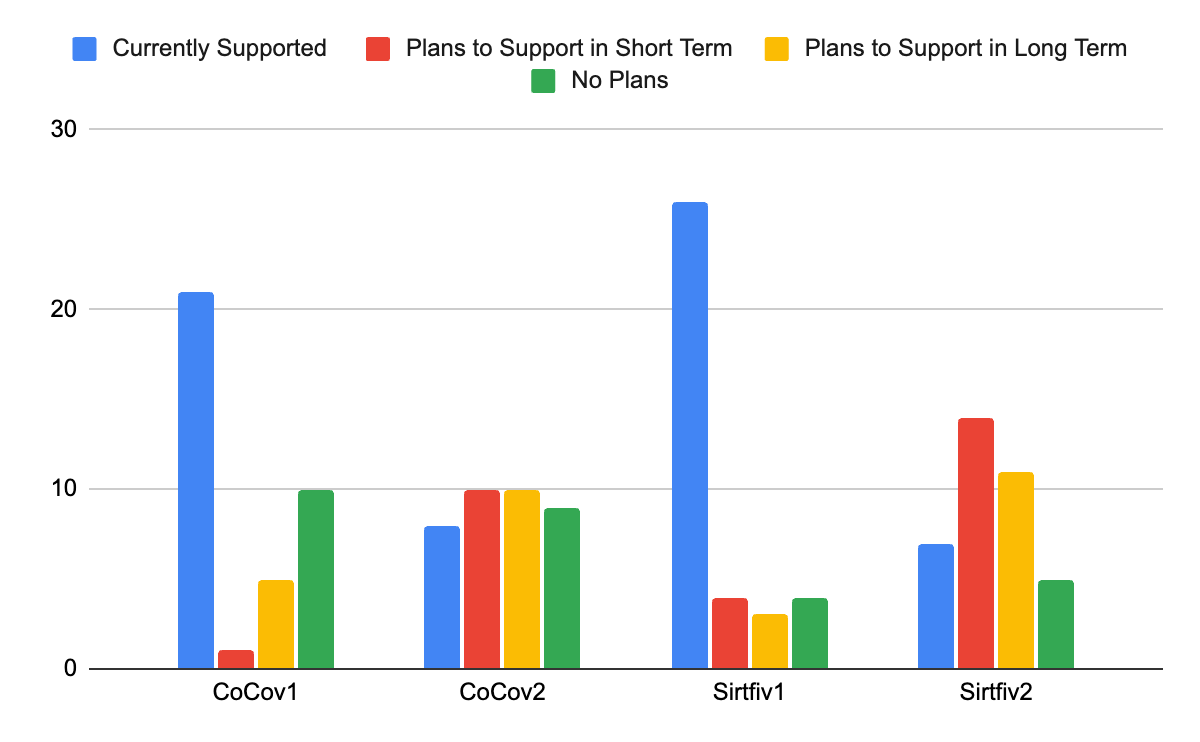 Currently Supported Plans to Support in Short Term Plans to Support in Long Term
No Plans
30
20
10
0
CoCov1 CoCov2 Sirtfiv1 Sirtfiv2